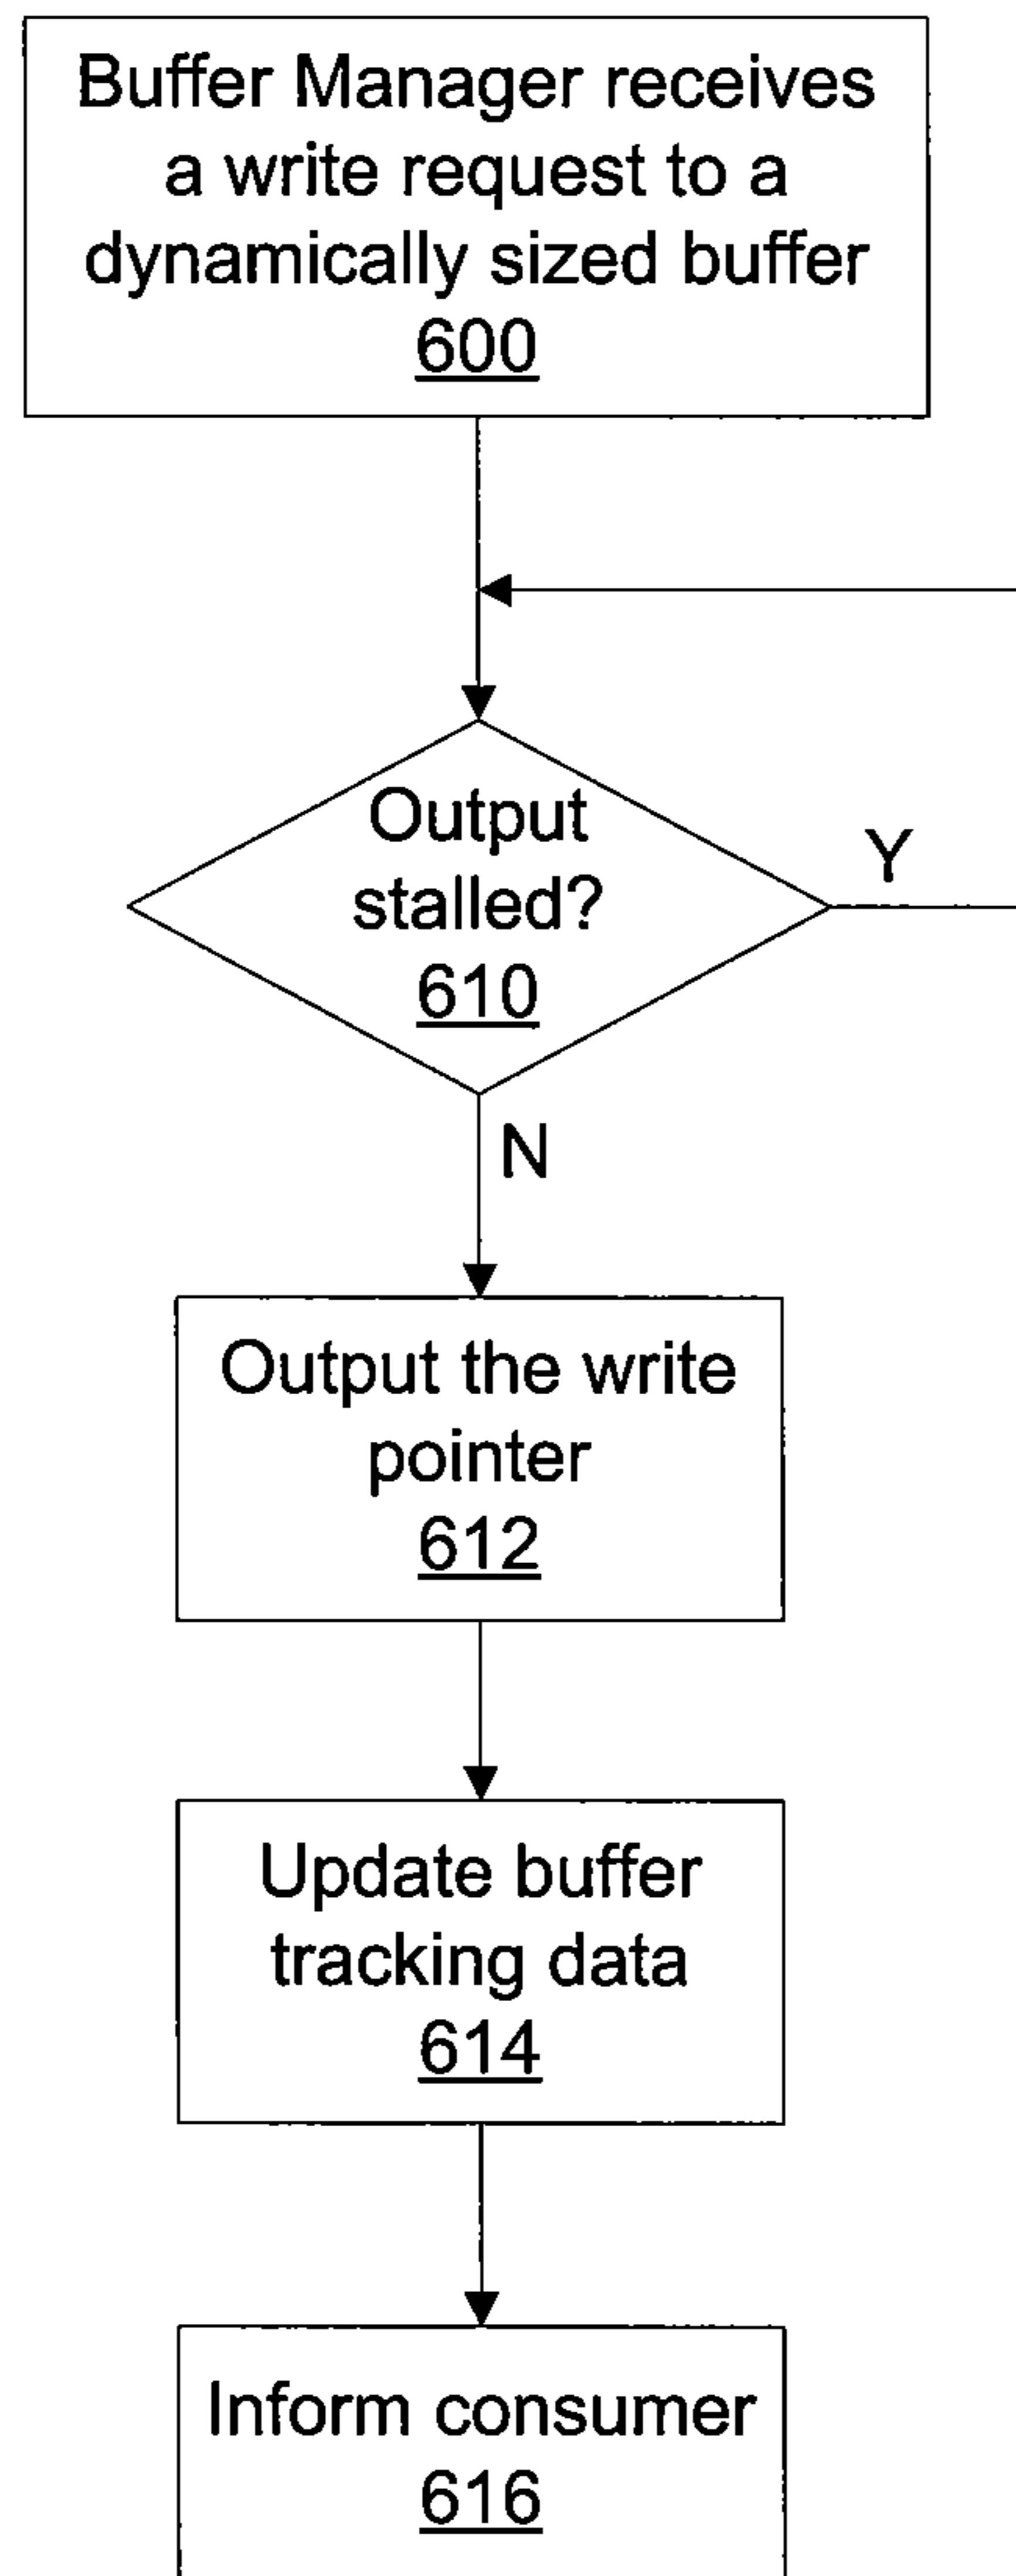 Buffer Manager receives
a write request to a
dynamically sized buffer
600
Output
stalled?
610
Y
N
Output the write
pointer
612
Update buffer
tracking data
614
Inform consumer
616